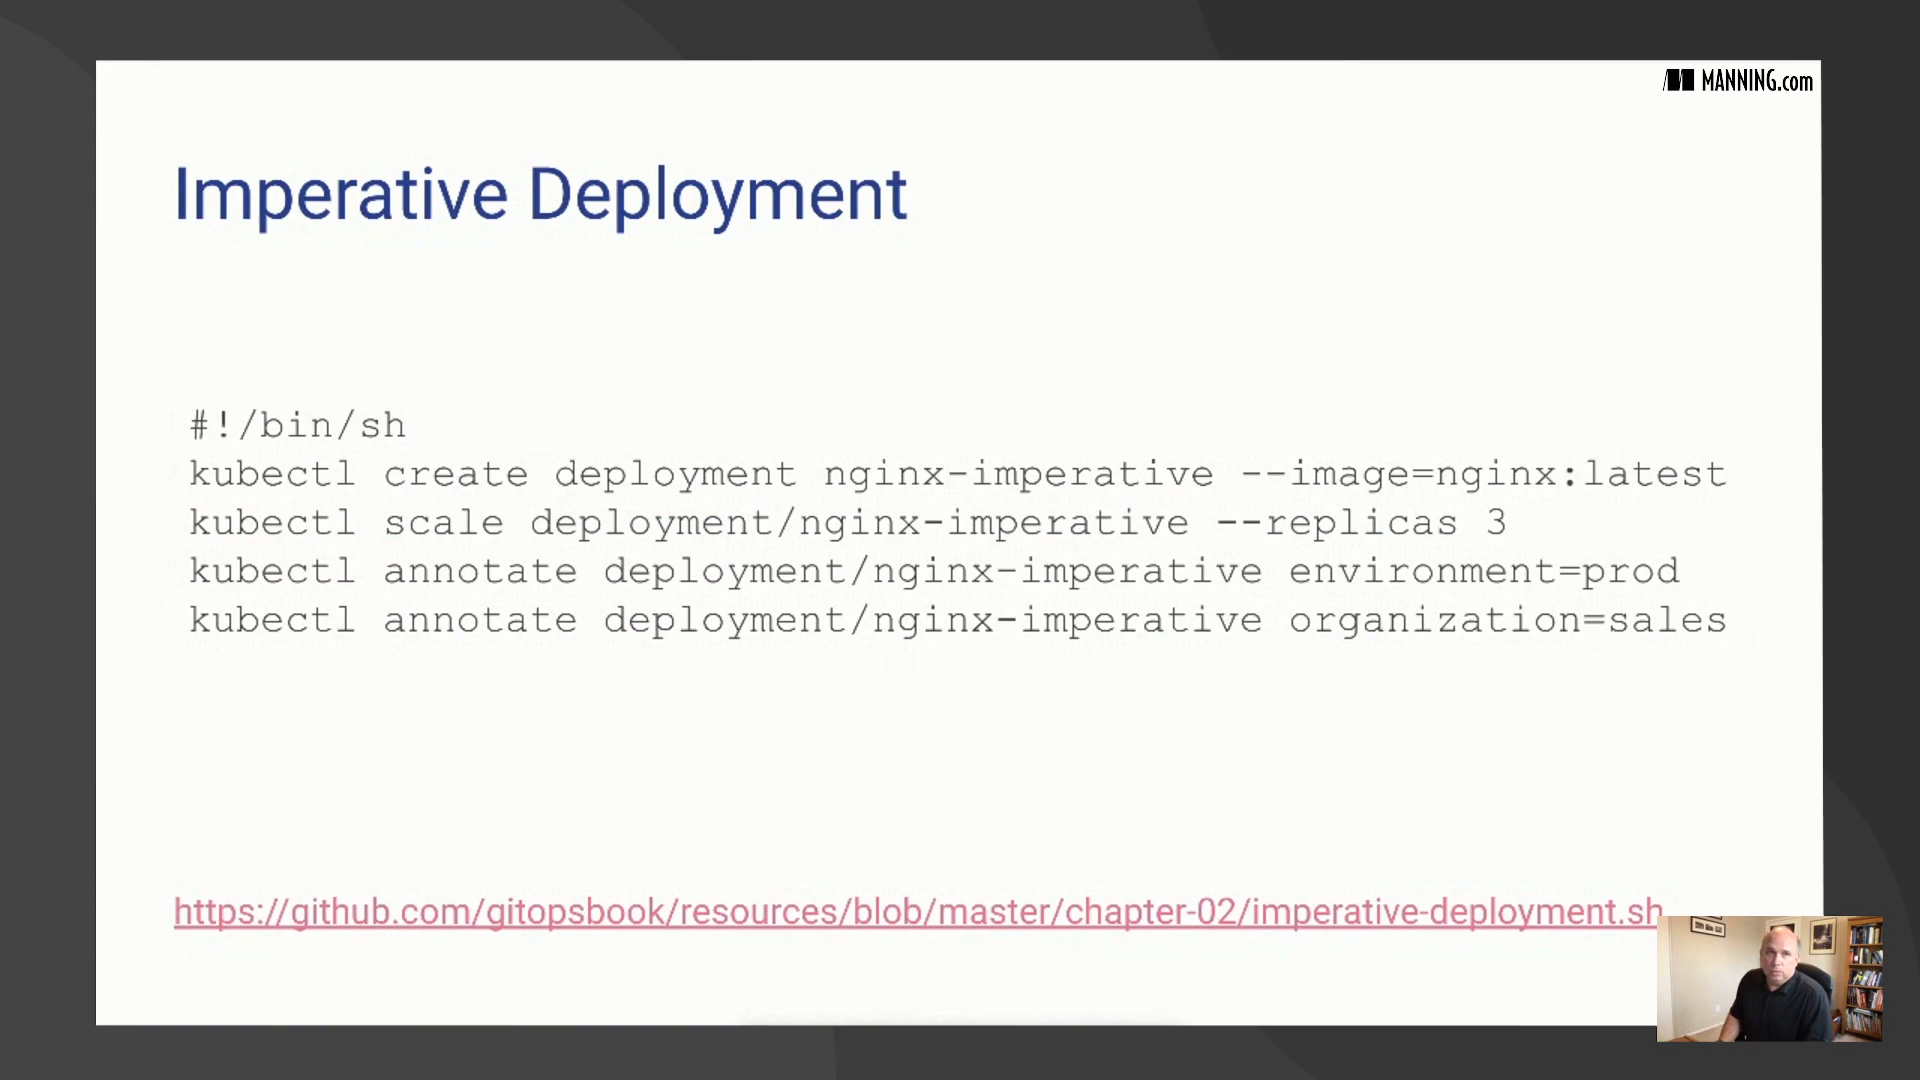 MANNING.com
Imperative Deployment
#!/bin/sh
kubectl create deployment nginx-imperative --image=nginx:latest
kubectl scale deployment/nginx-imperative --replicas 3
kubectl annotate deployment/nginx-imperative environment=prod
kubectl annotate deployment/nginx-imperative organization=sales
https://github.com/gitopsbook/resources/blob/master/chapter-02/imperative-deployment.sh